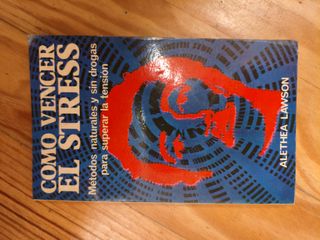 COMO VENCER
EL STRESS
Métodos naturales y sin drogas
para superar la tensión
ALETHEA LAWSON